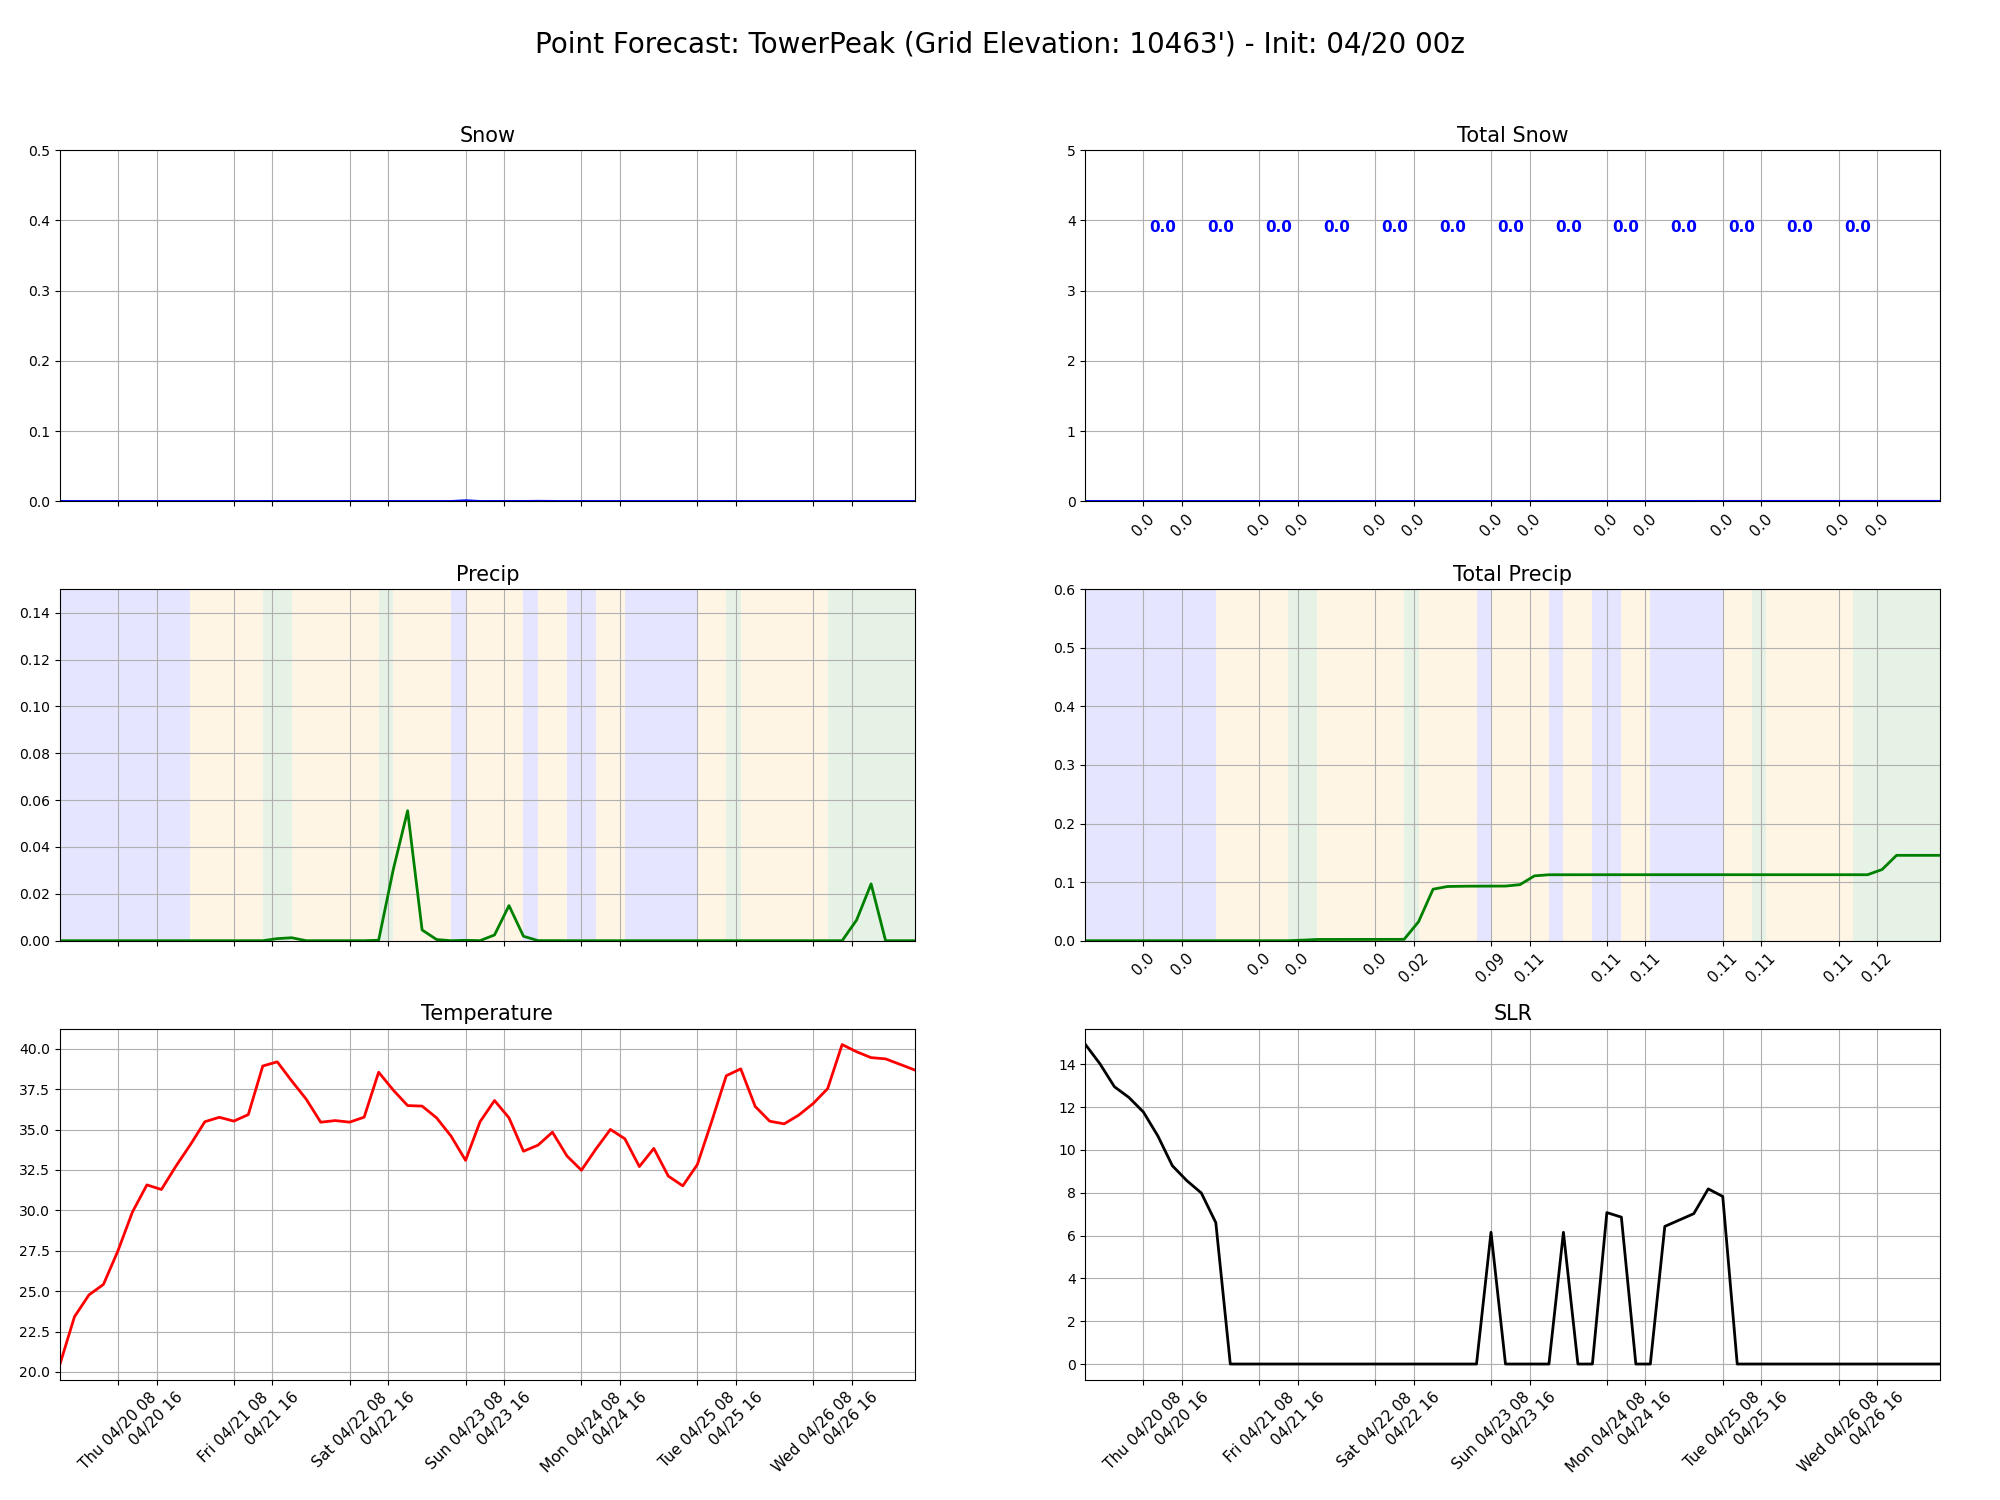 Point Forecast: TowerPeak (Grid Elevation: 10463') - Init: 04/20 00z
Snow
0.5
0.4
0.3
0.2
0.1
0.0
Total Snow
5
4
3
2
1
0
0.0 0.0 0.0 0.0 0.0 0.0 0.0 0.0 0.0 0.0 0.0 0.0 0.0
0.0 0.0 0.0 0.0 0.0 0.0 0.0 0.0 0.0 0.0 0.0 0.0 0.0 0.0
Precip
0.14
0.12
0.10
0.08
0.06
0.04
0.02
0.00
Total Precip
0.6
0.5
0.4
0.3
0.2
0.1
0.0
0.0 0.0 0.0 0.0 0.0 0.02 0.09 0.11 0.11 0.11 0.11 0.11 0.11 0.12
Temperature
40.0
37.5
35.0
32.5
30.0
27.5
25.0
22.5
20.0
Thu 04/20 08
04/20 16
Fri 04/21 08
04/21 16
Sat 04/22 08
04/22 16
Sun 04/23 08
04/23 16
Mon 04/24 08
04/24 16
Tue 04/25 08
04/25 16
Wed 04/26 08
04/26 16
SLR
14
12
10
8
6
4
2
0
Thu 04/20 08
04/20 16
Fri 04/21 08
04/21 16
Sat 04/22 08
04/22 16
Sun 04/23 08
04/23 16
Mon 04/24 08
04/24 16
Tue 04/25 08
04/25 16
Wed 04/26 08
04/26 16